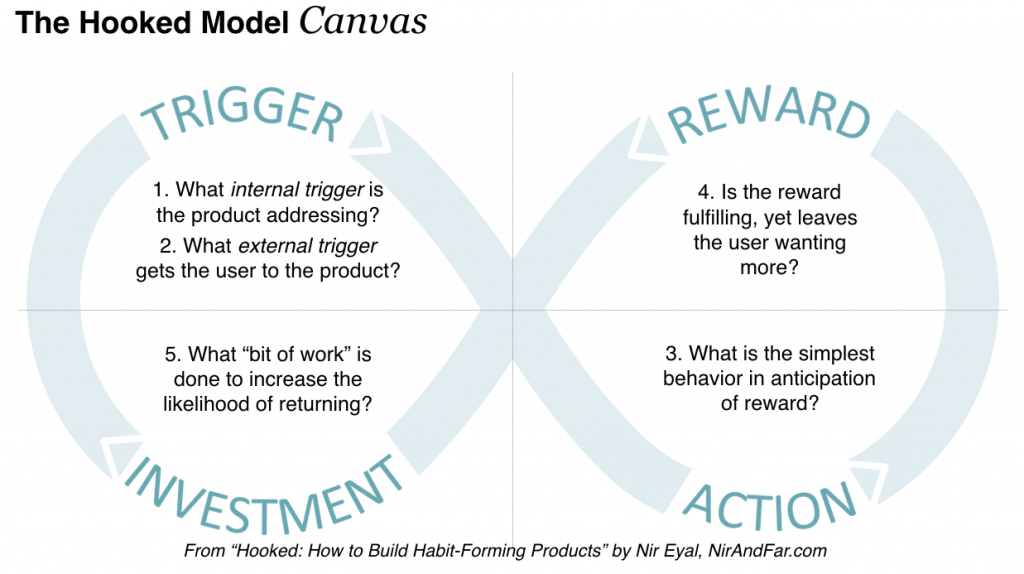 The Hooked Model Canvas
TRIGGER
1. What internal trigger is
the product addressing?
2. What external trigger
gets the user to the product?
REWARD
4. Is the reward
fulfilling, yet leaves
the user wanting
more?
5. What “bit of work” is
done to increase the
likelihood of returning?
INVESTMENT
3. What is the simplest
behavior in anticipation
of reward?
ACTION
From “Hooked: How to Build Habit-Forming Products” by Nir Eyal, NirAndFar.com